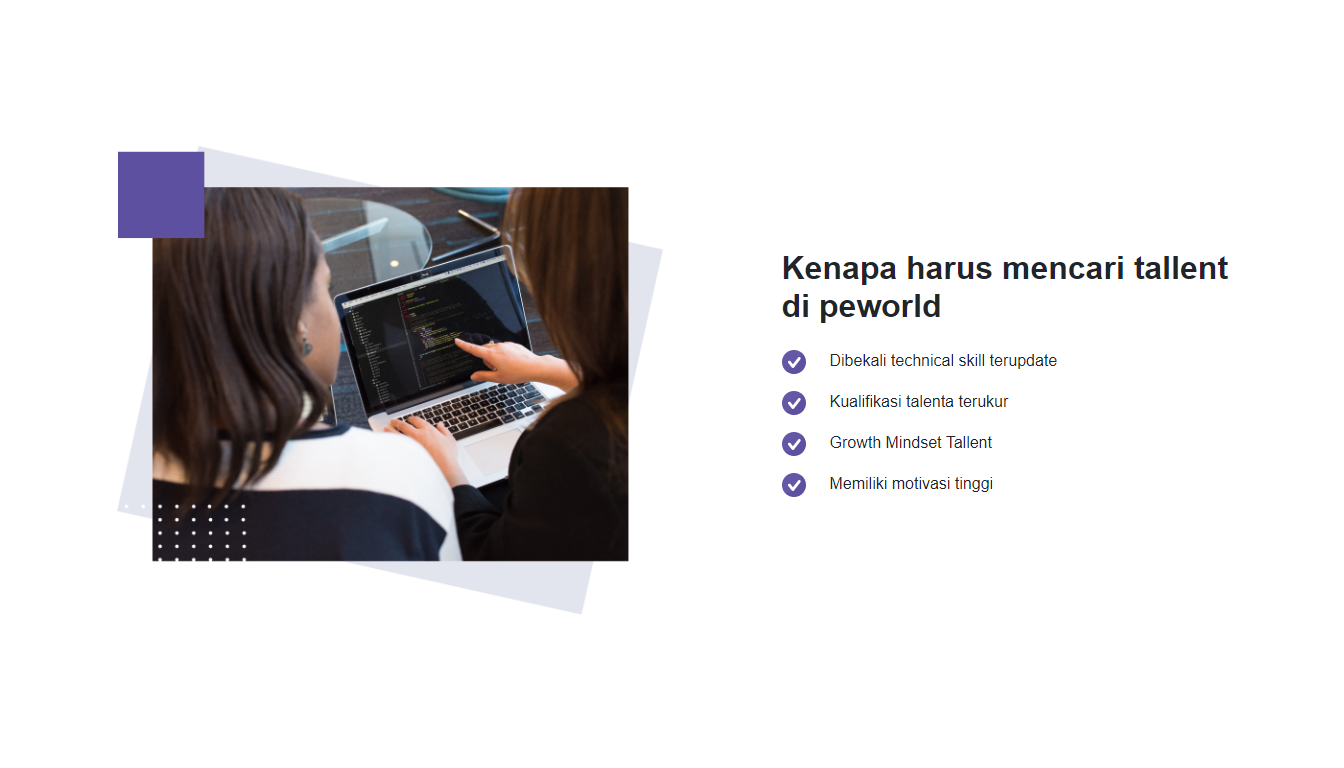 Kenapa harus mencari tallent
di peworld
Dibekali technical skill terupdate
Kualifikasi talenta terukur
Growth Mindset Tallent
Memiliki motivasi tinggi